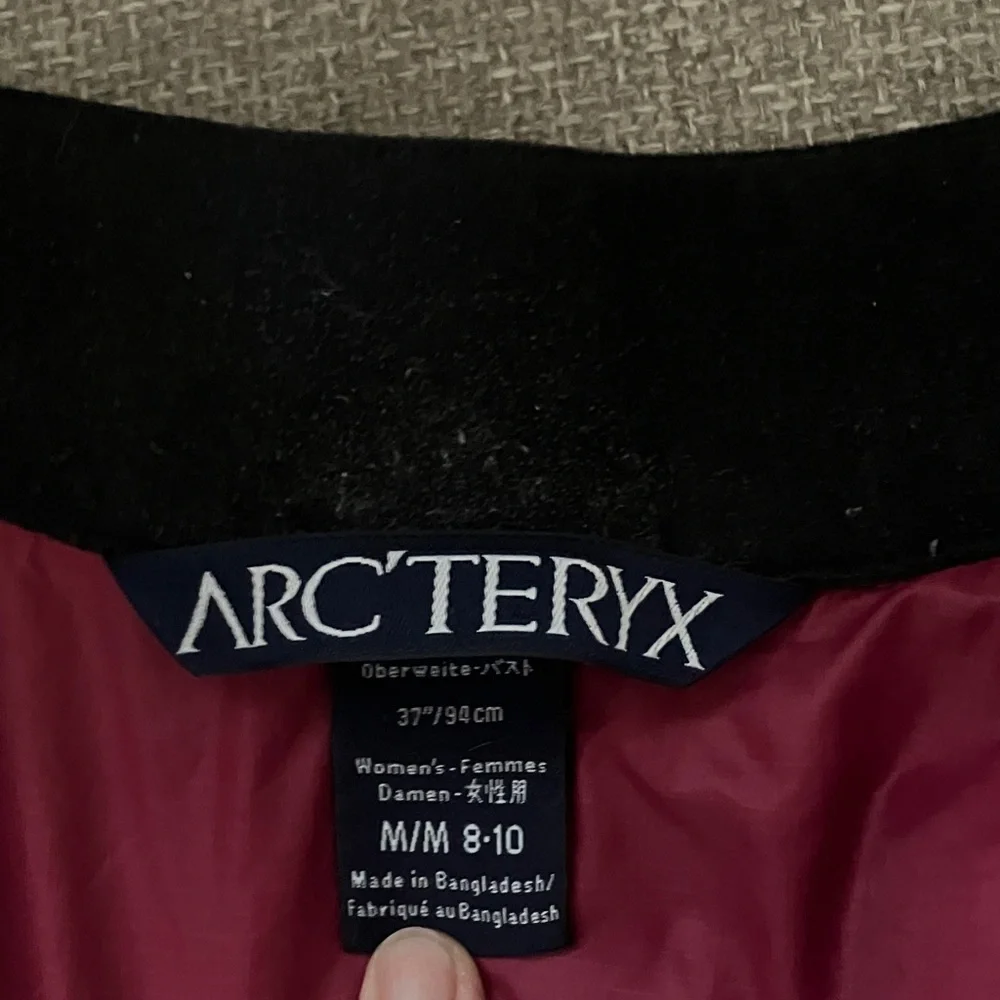 ARC'TERYX
Oberweite-バスト
37"/94cm
Women's-Femmes
Damen-女性用
M/M 8·10
Made in Bangladesh/
Fabriqué au Bangladesh